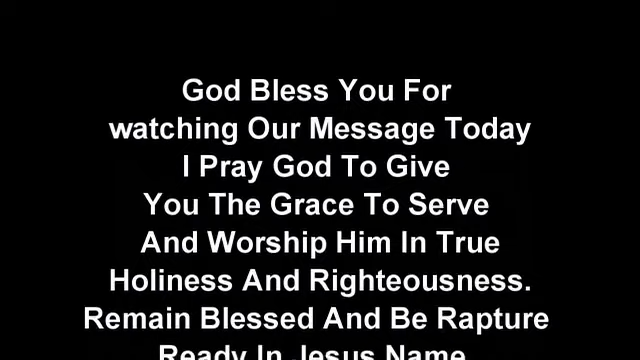 God Bless You For
watching Our Message Today
I Pray God To Give
You The Grace To Serve
And Worship Him In True
Holiness And Righteousness.
Remain Blessed And Be Rapture
Ready In Jesus Name